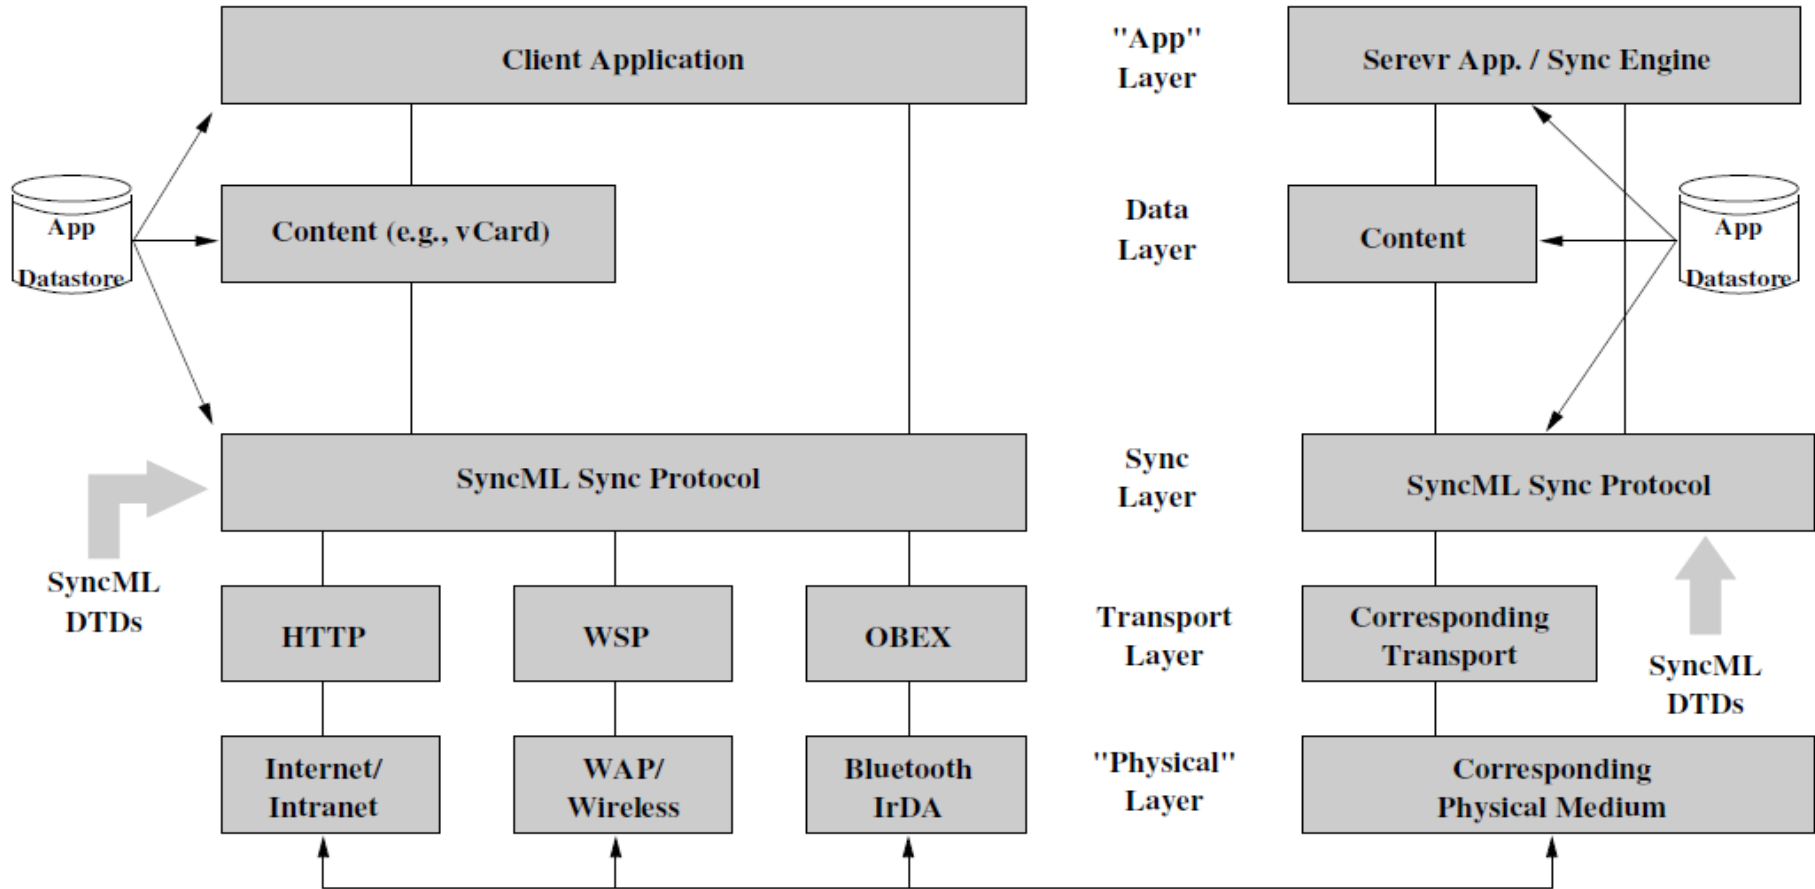 Client Application
"App"
Layer
Serevr App. / Sync Engine
App
Datastore
Content (e.g., vCard)
Data
Layer
Content
App
Datastore
SyncML Sync Protocol
Sync
Layer
SyncML Sync Protocol
SyncML
DTDs
HTTP
WSP
OBEX
Transport
Layer
Corresponding
Transport
SyncML
DTDs
Internet/
Intranet
WAP/
Wireless
Bluetooth
IrDA
"Physical"
Layer
Corresponding
Physical Medium